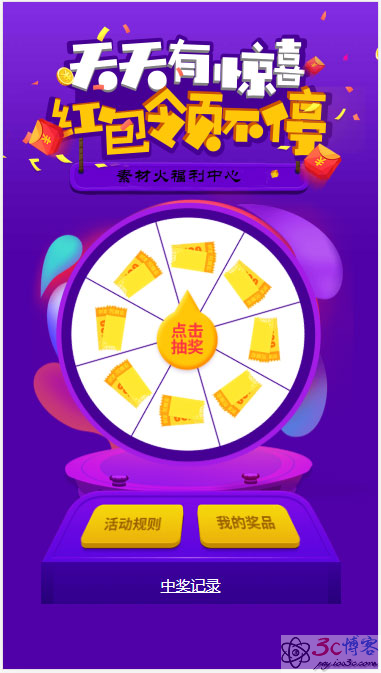 天天有惊喜
红包领不停
素材火福利中心
点击
抽奖
活动规则
我的奖品
中奖记录
3c博客